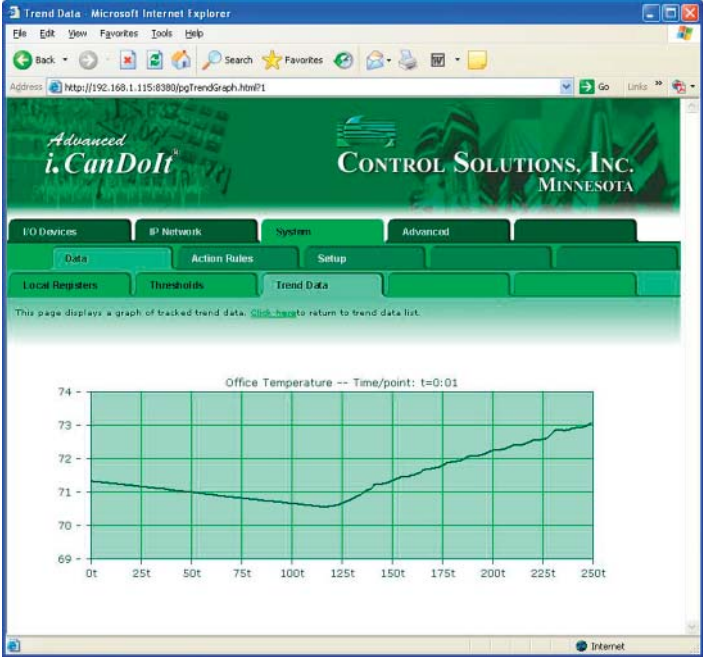 Trend Data - Microsoft Internet Explorer
File Edit View Favorites Tools Help
Back Search Favorites
Address http://192.168.1.115:8380/pgTrendGraph.html?1 Go Links »
Advanced
i.CanDoIt®
CONTROL SOLUTIONS, INC.
MINNESOTA
I/O Devices IP Network System Advanced
Data Action Rules Setup
Local Registers Thresholds Trend Data
This page displays a graph of tracked trend data. Click here to return to trend data list.
Office Temperature -- Time/point: t=0:01
74
73
72
71
70
69
0t 25t 50t 75t 100t 125t 150t 175t 200t 225t 250t
Internet